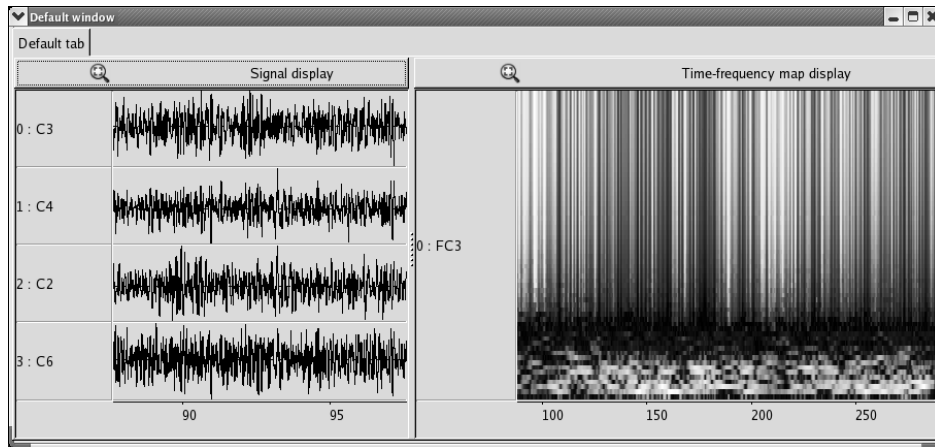 Default window
Default tab
Signal display
Time-frequency map display
0 : C3
1 : C4
2 : C2
3 : C6
90 95
0 : FC3
100 150 200 250